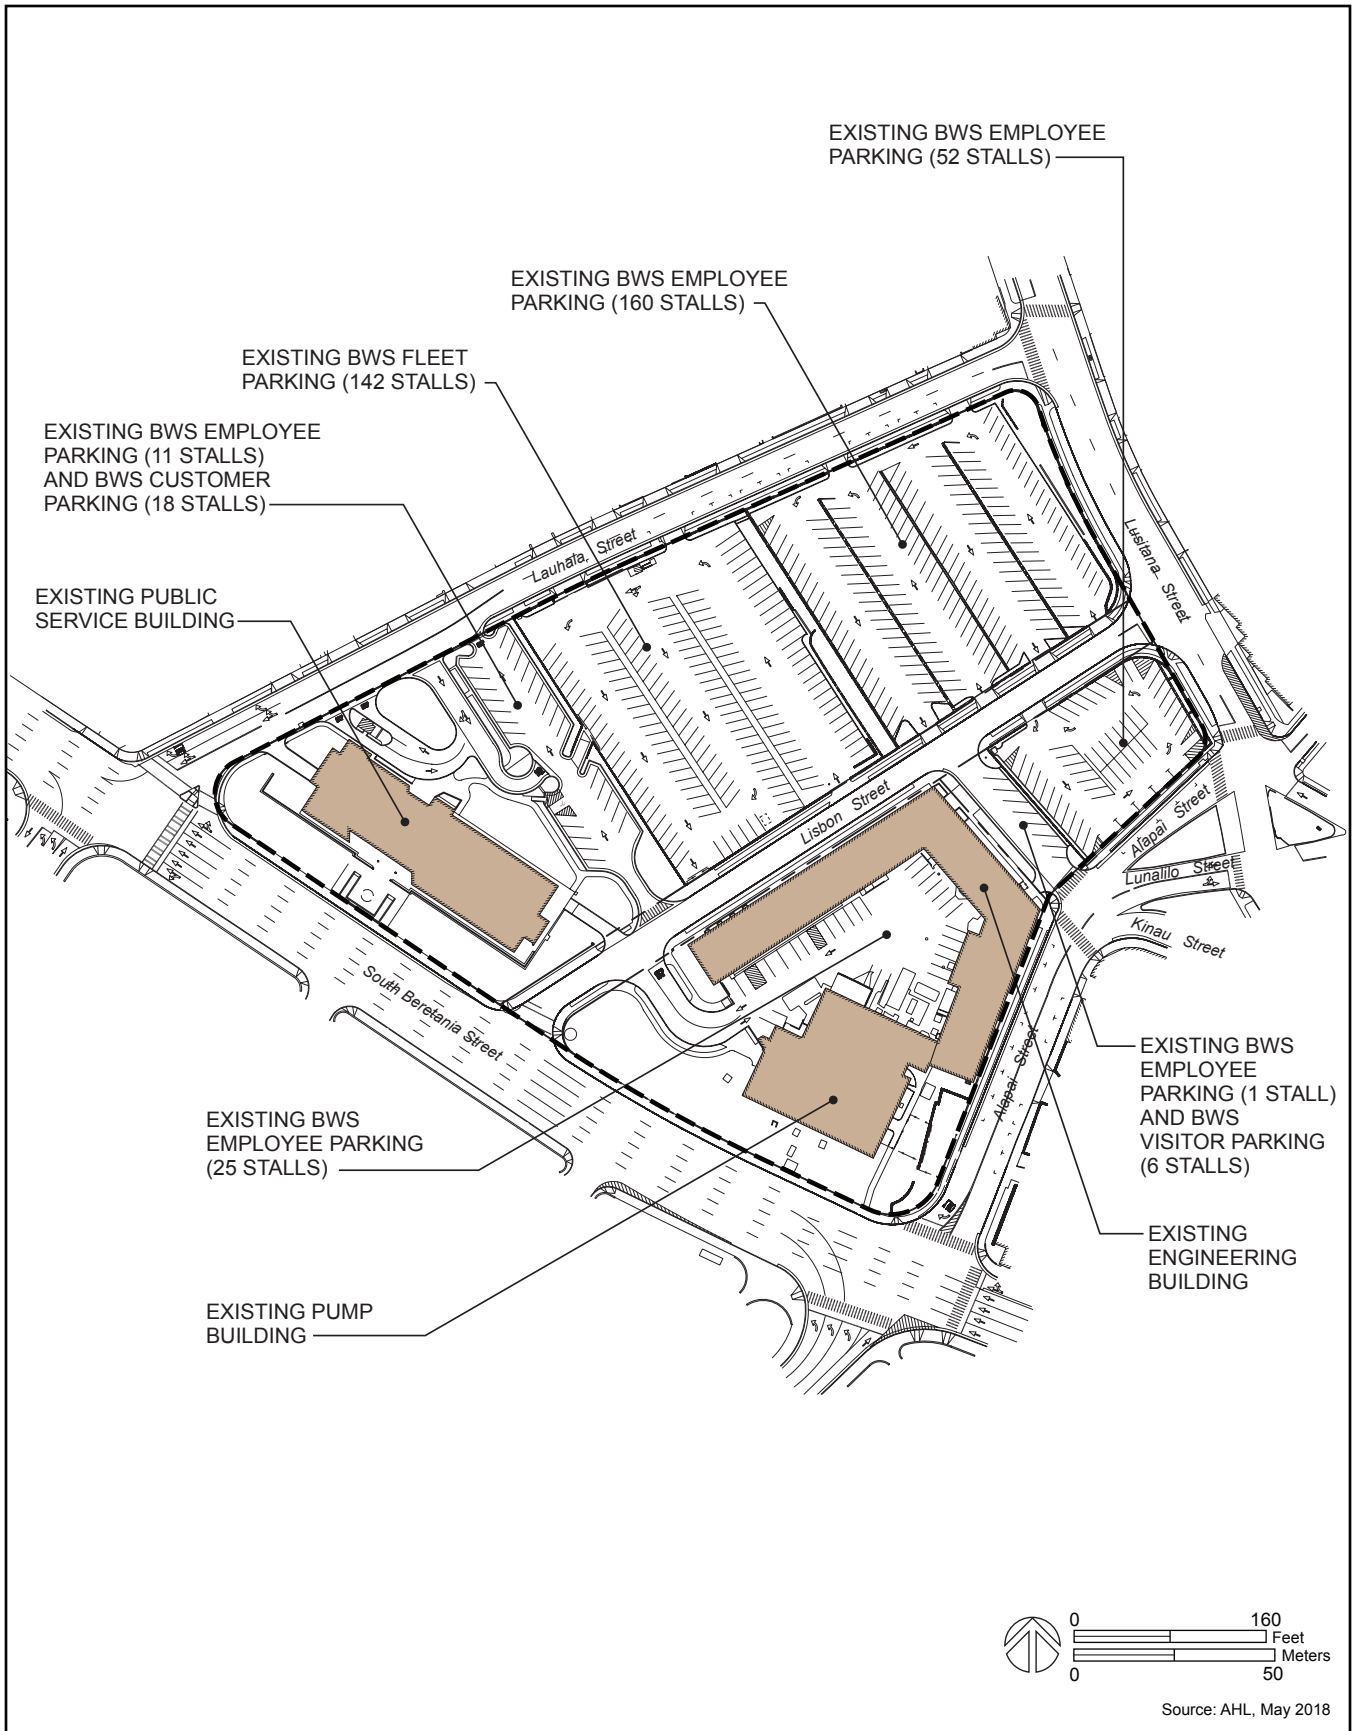 EXISTING BWS EMPLOYEE
PARKING (52 STALLS)
EXISTING BWS EMPLOYEE
PARKING (160 STALLS)
EXISTING BWS FLEET
PARKING (142 STALLS)
EXISTING BWS EMPLOYEE
PARKING (11 STALLS)
AND BWS CUSTOMER
PARKING (18 STALLS)
EXISTING PUBLIC
SERVICE BUILDING
Lauhala Street
Lusitana Street
Lisbon Street
Alapai Street
Lunalilo Street
Kinau Street
South Beretania Street
Alapai Street
EXISTING BWS
EMPLOYEE
PARKING (1 STALL)
AND BWS
VISITOR PARKING
(6 STALLS)
EXISTING BWS
EMPLOYEE PARKING
(25 STALLS)
EXISTING
ENGINEERING
BUILDING
EXISTING PUMP
BUILDING
0 160
Feet
Meters
0 50
Source: AHL, May 2018